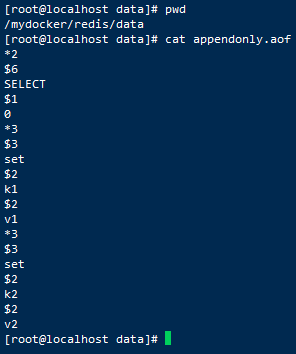 [root@localhost data]# pwd
/mydocker/redis/data
[root@localhost data]# cat appendonly.aof
*2
$6
SELECT
$1
0
*3
$3
set
$2
k1
$2
v1
*3
$3
set
$2
k2
$2
v2
[root@localhost data]#